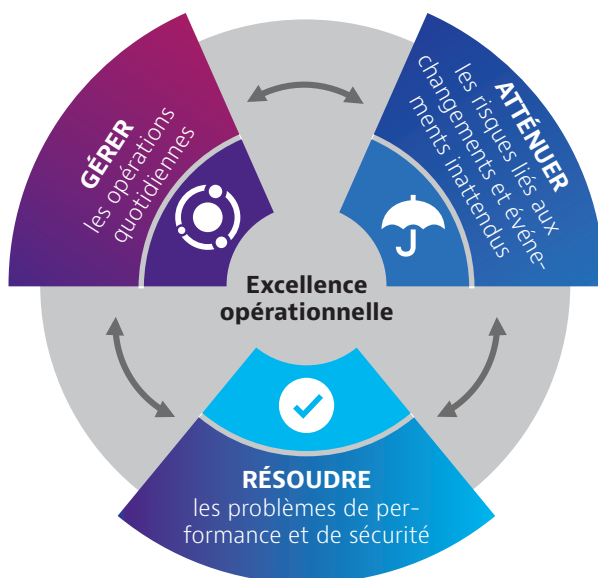 GÉRER
les opérations
quotidiennes
ATTÉNUER
les risques liés aux
changements et événe-
ments inattendus
Excellence
opérationnelle
RÉSOUDRE
les problèmes de per-
formance et de sécurité